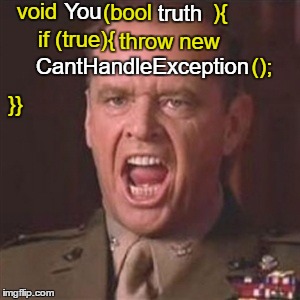 void You(bool truth ){
if (true){ throw new
CantHandleException ();
}}
imgflip.com